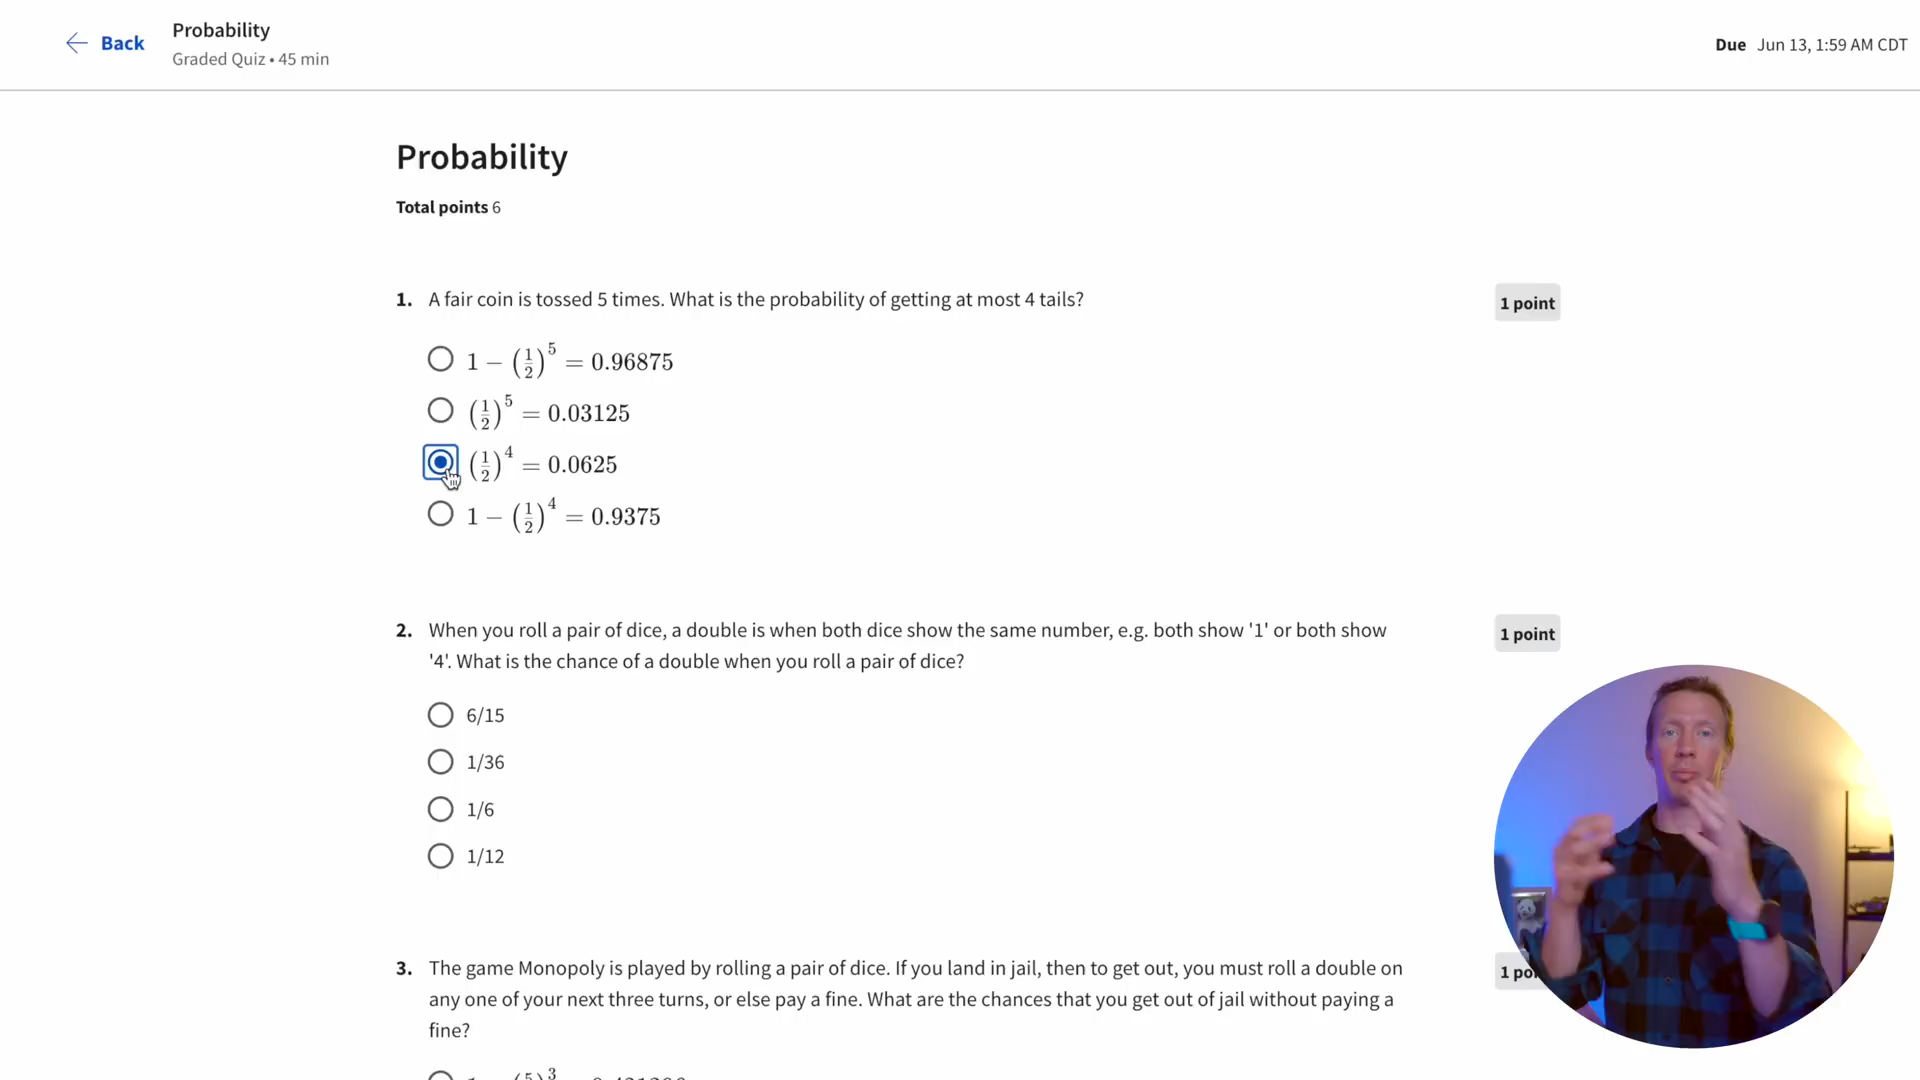 Back
Probability
Graded Quiz • 45 min
Due Jun 13, 1:59 AM CDT
Probability
Total points 6
1. A fair coin is tossed 5 times. What is the probability of getting at most 4 tails?
1 point
1 − (1/2)^5 = 0.96875
(1/2)^5 = 0.03125
(1/2)^4 = 0.0625
1 − (1/2)^4 = 0.9375
2. When you roll a pair of dice, a double is when both dice show the same number, e.g. both show '1' or both show
'4'. What is the chance of a double when you roll a pair of dice?
1 point
6/15
1/36
1/6
1/12
3. The game Monopoly is played by rolling a pair of dice. If you land in jail, then to get out, you must roll a double on
any one of your next three turns, or else pay a fine. What are the chances that you get out of jail without paying a
fine?
1 po